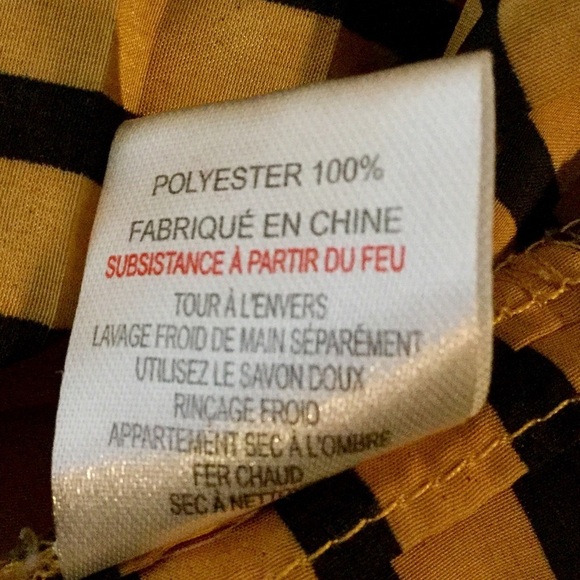 POLYESTER 100%
FABRIQUÉ EN CHINE
SUBSISTANCE À PARTIR DU FEU
TOUR À L'ENVERS
LAVAGE FROID DE MAIN SÉPARÉMENT
UTILISEZ LE SAVON DOUX
RINÇAGE FROID
APPARTEMENT SEC À L'OMBRE
FER CHAUD
SEC À